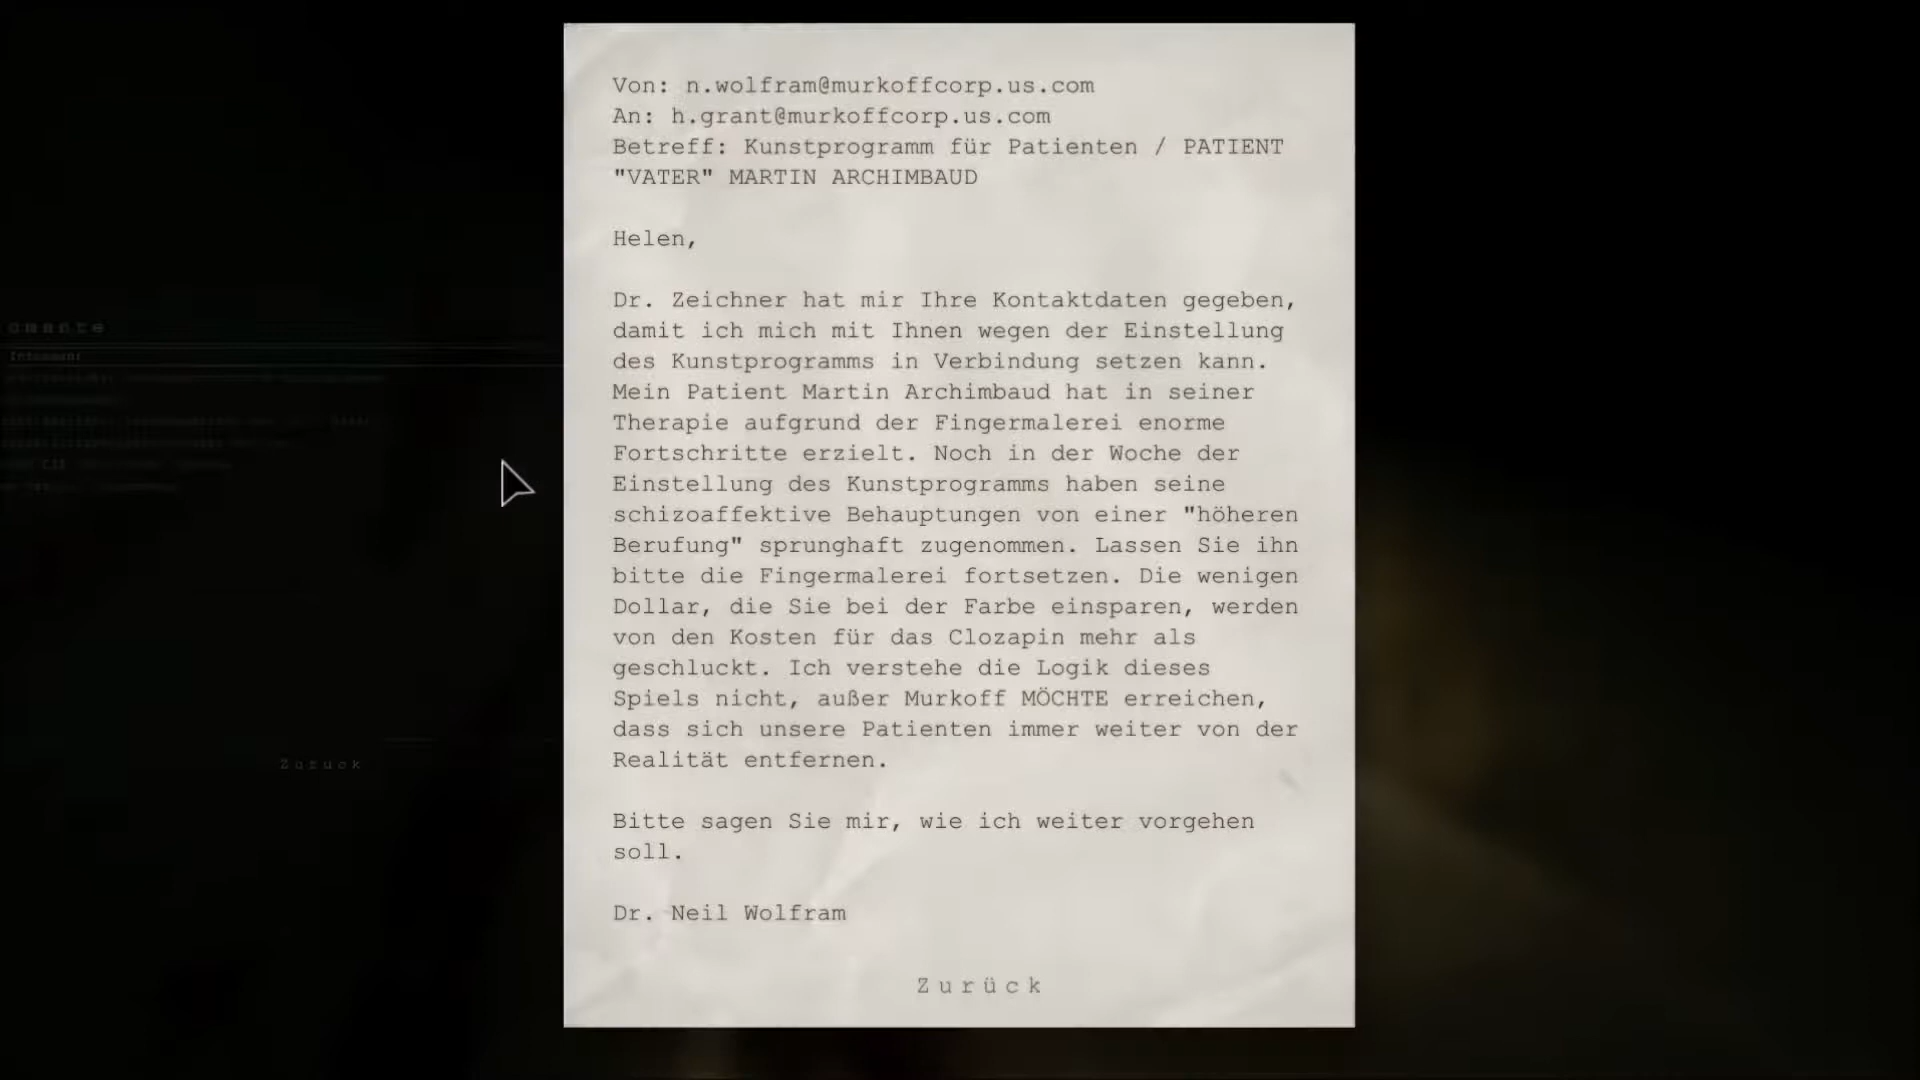 Von: n.wolfram@murkoffcorp.us.com
An: h.grant@murkoffcorp.us.com
Betreff: Kunstprogramm für Patienten / PATIENT
"VATER" MARTIN ARCHIMBAUD
Helen,
Dr. Zeichner hat mir Ihre Kontaktdaten gegeben,
damit ich mich mit Ihnen wegen der Einstellung
des Kunstprogramms in Verbindung setzen kann.
Mein Patient Martin Archimbaud hat in seiner
Therapie aufgrund der Fingermalerei enorme
Fortschritte erzielt. Noch in der Woche der
Einstellung des Kunstprogramms haben seine
schizoaffektive Behauptungen von einer "höheren
Berufung" sprunghaft zugenommen. Lassen Sie ihn
bitte die Fingermalerei fortsetzen. Die wenigen
Dollar, die Sie bei der Farbe einsparen, werden
von den Kosten für das Clozapin mehr als
geschluckt. Ich verstehe die Logik dieses
Spiels nicht, außer Murkoff MÖCHTE erreichen,
dass sich unsere Patienten immer weiter von der
Realität entfernen.
Bitte sagen Sie mir, wie ich weiter vorgehen
soll.
Dr. Neil Wolfram
Zurück
Zurück